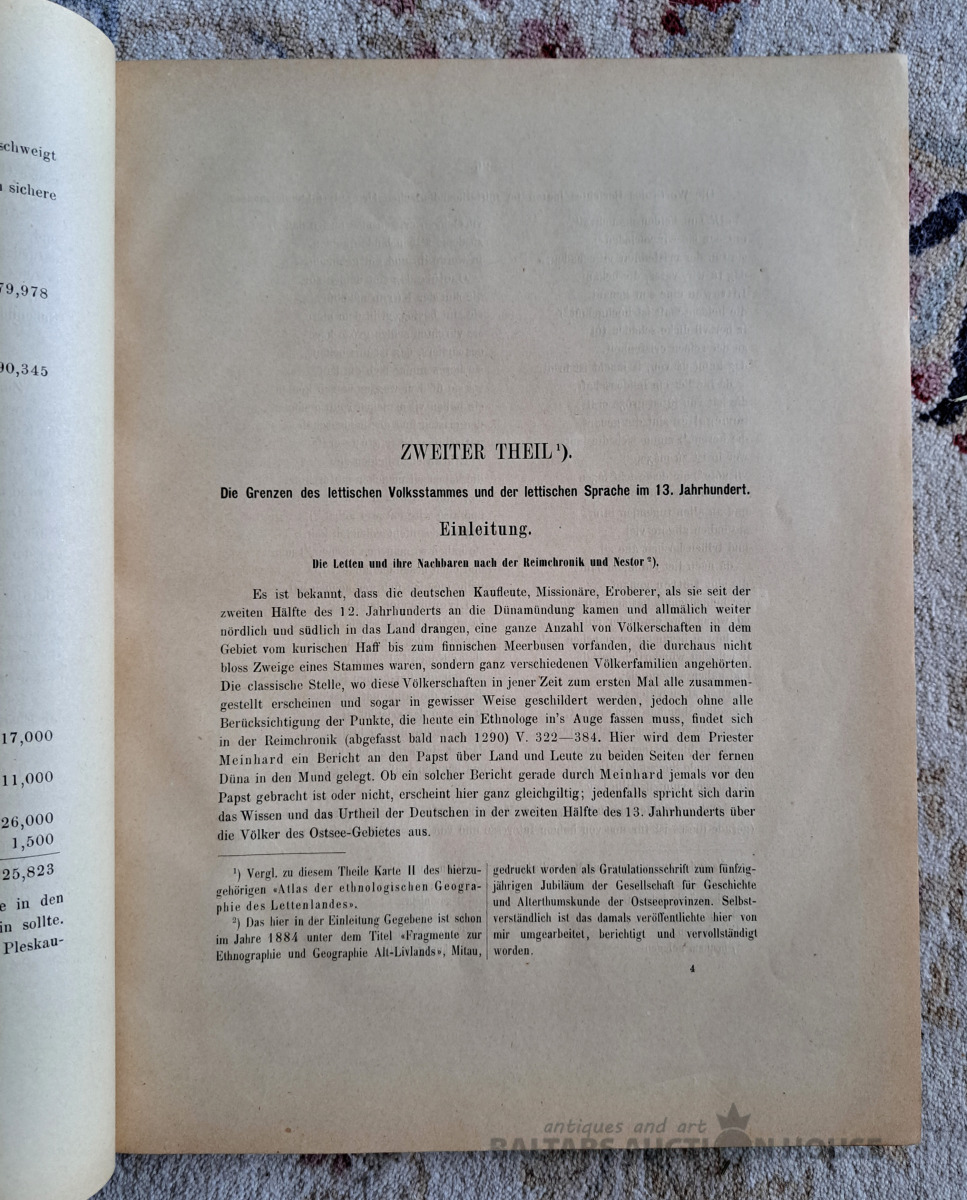 schweigt
sichere
79,978
90,345
17,000
11,000
26,000
1,500
25,823
e in den
in sollte.
Pleskau-
ZWEITER THEIL ¹).
Die Grenzen des lettischen Volksstammes und der lettischen Sprache im 13. Jahrhundert.
Einleitung.
Die Letten und ihre Nachbaren nach der Reimchronik und Nestor ²).
Es ist bekannt, dass die deutschen Kaufleute, Missionäre, Eroberer, als sie seit der
zweiten Hälfte des 12. Jahrhunderts an die Dünamündung kamen und allmälich weiter
nördlich und südlich in das Land drangen, eine ganze Anzahl von Völkerschaften in dem
Gebiet vom kurischen Haff bis zum finnischen Meerbusen vorfanden, die durchaus nicht
bloss Zweige eines Stammes waren, sondern ganz verschiedenen Völkerfamilien angehörten.
Die classische Stelle, wo diese Völkerschaften in jener Zeit zum ersten Mal alle zusammen-
gestellt erscheinen und sogar in gewisser Weise geschildert werden, jedoch ohne alle
Berücksichtigung der Punkte, die heute ein Ethnologe in's Auge fassen muss, findet sich
in der Reimchronik (abgefasst bald nach 1290) V. 322—384. Hier wird dem Priester
Meinhard ein Bericht an den Papst über Land und Leute zu beiden Seiten der fernen
Düna in den Mund gelegt. Ob ein solcher Bericht gerade durch Meinhard jemals vor den
Papst gebracht ist oder nicht, erscheint hier ganz gleichgiltig; jedenfalls spricht sich darin
das Wissen und das Urtheil der Deutschen in der zweiten Hälfte des 13. Jahrhunderts über
die Völker des Ostsee-Gebietes aus.
¹) Vergl. zu diesem Theile Karte II des hierzu-
gehörigen «Atlas der ethnologischen Geogra-
phie des Lettenlandes».
²) Das hier in der Einleitung Gegebene ist schon
im Jahre 1884 unter dem Titel «Fragmente zur
Ethnographie und Geographie Alt-Livlands», Mitau,
gedruckt worden als Gratulationsschrift zum fünfzig-
jährigen Jubiläum der Gesellschaft für Geschichte
und Alterthumskunde der Ostseeprovinzen. Selbst-
verständlich ist das damals veröffentlichte hier von
mir umgearbeitet, berichtigt und vervollständigt
worden.
4
antiques and art
BALTARS AUCTION HOUSE